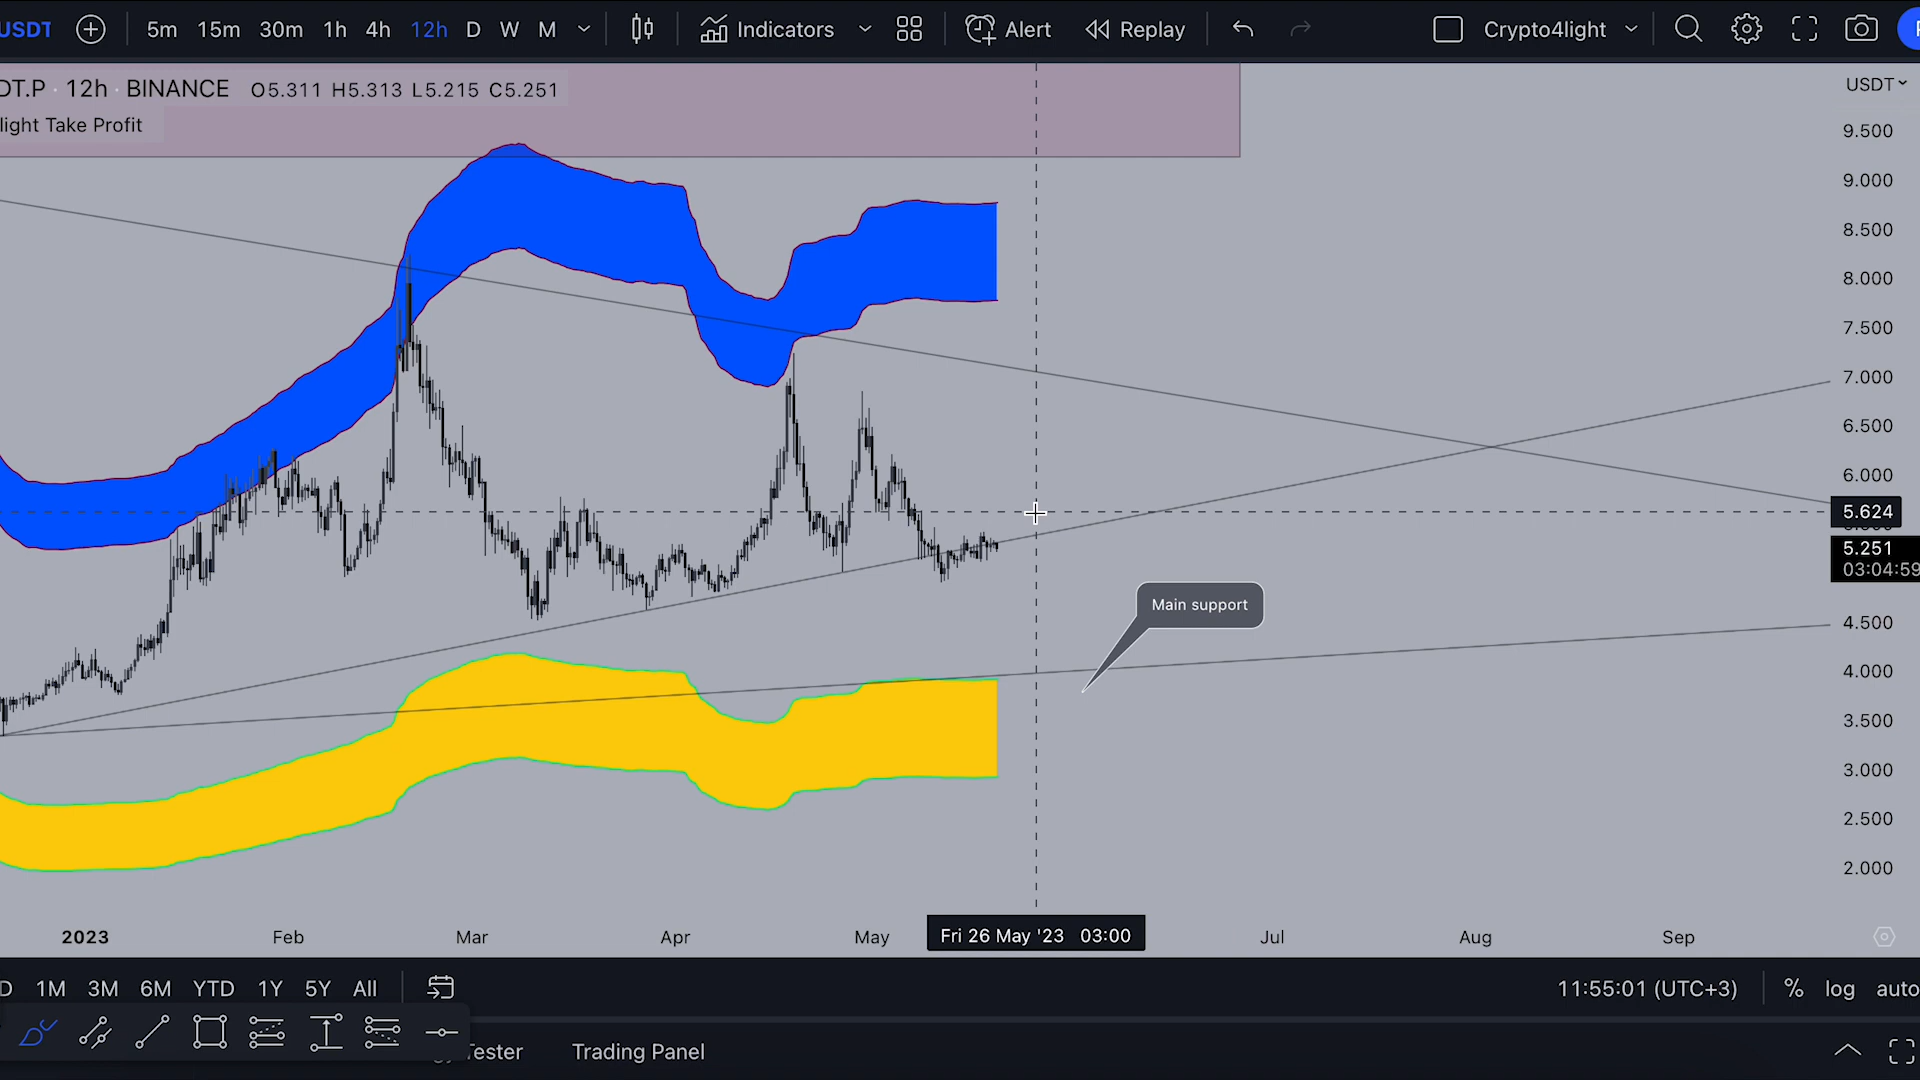 USDT 5m 15m 30m 1h 4h 12h D W M Indicators Alert Replay Crypto4light
DT.P · 12h · BINANCE O5.311 H5.313 L5.215 C5.251
light Take Profit
USDT
9.500
9.000
8.500
8.000
7.500
7.000
6.500
6.000
5.624
5.251
03:04:59
4.500
4.000
3.500
3.000
2.500
2.000
Main support
2023 Feb Mar Apr May Fri 26 May '23 03:00 Jul Aug Sep
D 1M 3M 6M YTD 1Y 5Y All 11:55:01 (UTC+3) % log auto
Tester Trading Panel